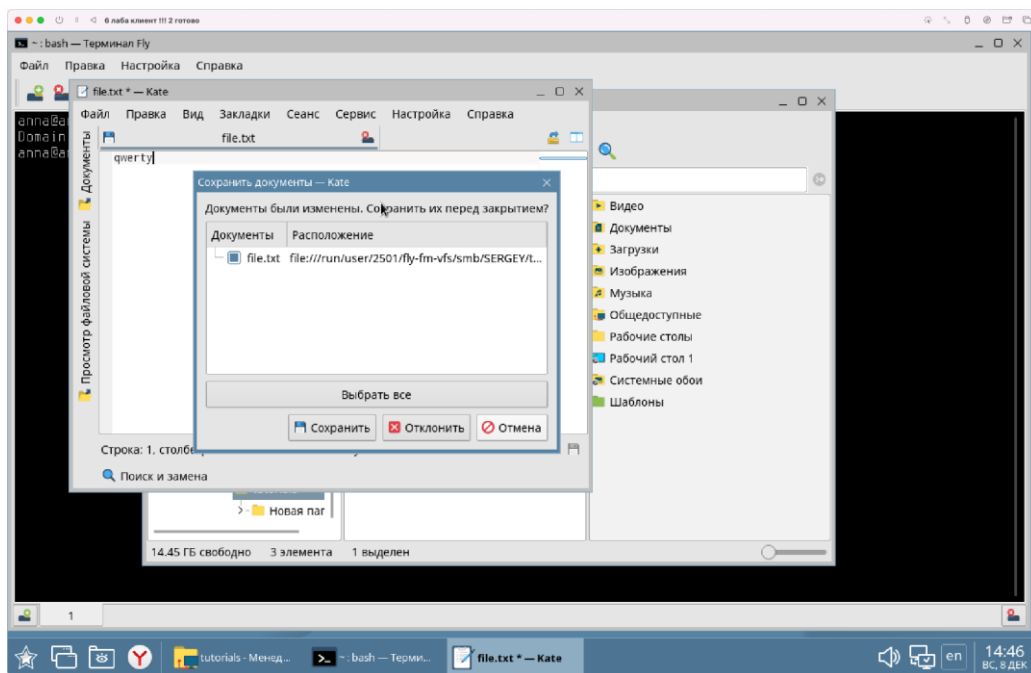 6 лаба клиент !!! 2 готово
~ : bash — Терминал Fly
Файл Правка Настройка Справка
file.txt * — Kate
Файл Правка Вид Закладки Сеанс Сервис Настройка Справка
file.txt
Документы
Просмотр файловой системы
qwerty
Сохранить документы — Kate
Документы были изменены. Сохранить их перед закрытием?
Документы Расположение
file.txt file:///run/user/2501/fly-fm-vfs/smb/SERGEY/t...
Выбрать все
Сохранить Отклонить Отмена
Строка: 1,
Поиск и замена
anna@a
Domain
anna@a
Видео
Документы
Загрузки
Изображения
Музыка
Общедоступные
Рабочие столы
Рабочий стол 1
Системные обои
Шаблоны
Новая паг
14.45 ГБ свободно 3 элемента 1 выделен
1
tutorials - Менед... ~ : bash — Терми... file.txt * — Kate
en
14:46
ВС, 8 ДЕК